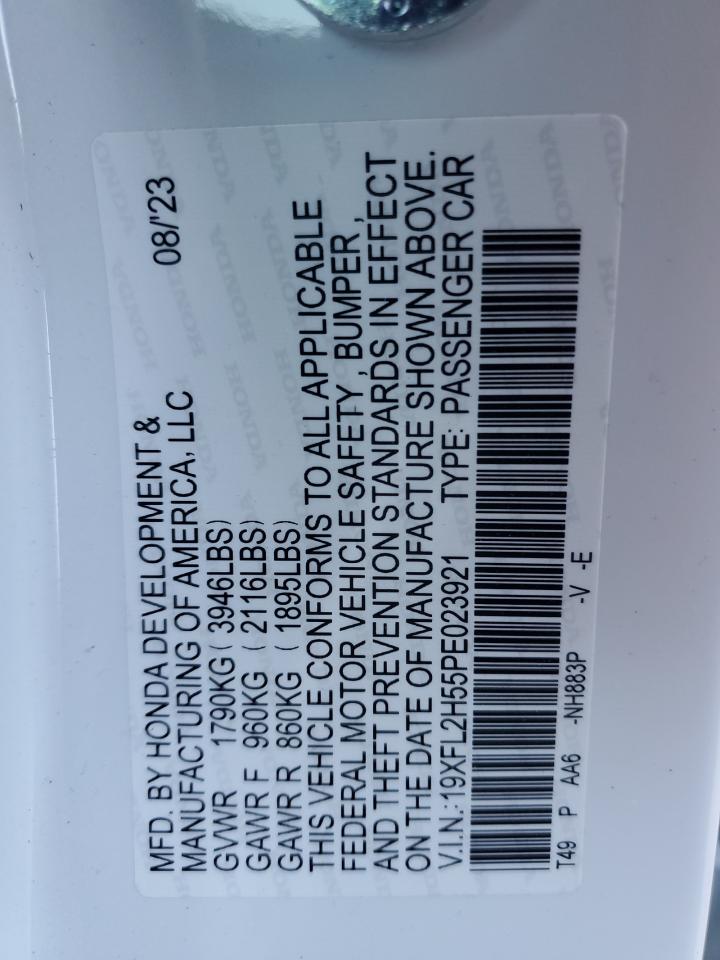 MFD. BY HONDA DEVELOPMENT &
MANUFACTURING OF AMERICA, LLC 08/'23
GVWR 1790KG ( 3946LBS)
GAWR F 960KG ( 2116LBS)
GAWR R 860KG ( 1895LBS)
THIS VEHICLE CONFORMS TO ALL APPLICABLE
FEDERAL MOTOR VEHICLE SAFETY , BUMPER ,
AND THEFT PREVENTION STANDARDS IN EFFECT
ON THE DATE OF MANUFACTURE SHOWN ABOVE.
V.I.N.:19XFL2H55PE023921 TYPE: PASSENGER CAR
T49 P AA6 -NH883P -V -E